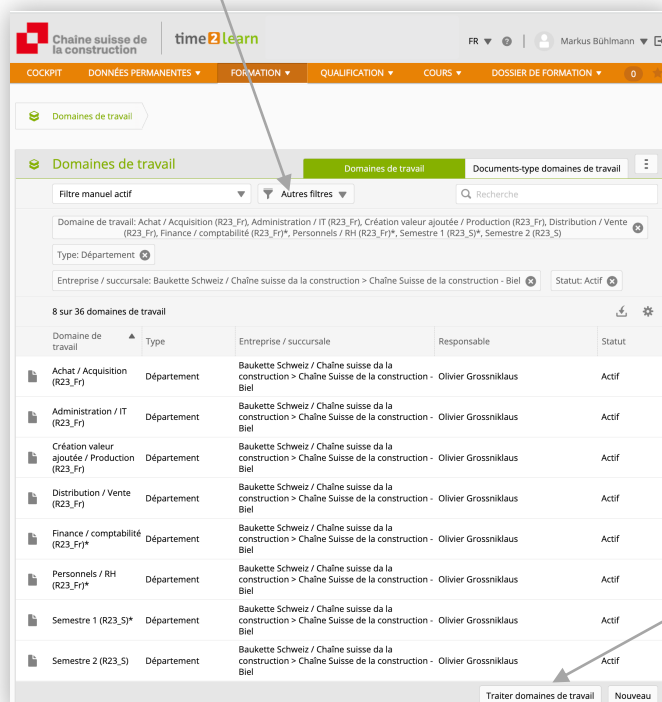 Chaîne suisse de
la construction
time2learn
FR
Markus Bühlmann
COCKPIT DONNÉES PERMANENTES FORMATION QUALIFICATION COURS DOSSIER DE FORMATION 0
Domaines de travail
Domaines de travail
Domaines de travail Documents-type domaines de travail
Filtre manuel actif Autres filtres Recherche
Domaine de travail: Achat / Acquisition (R23_Fr), Administration / IT (R23_Fr), Création valeur ajoutée / Production (R23_Fr), Distribution / Vente
(R23_Fr), Finance / comptabilité (R23_Fr)*, Personnels / RH (R23_Fr)*, Semestre 1 (R23_S)*, Semestre 2 (R23_S)
Type: Département
Entreprise / succursale: Baukette Schweiz / Chaîne suisse da la construction > Chaîne Suisse de la construction - Biel Statut: Actif
8 sur 36 domaines de travail
Domaine de
travail
Type
Entreprise / succursale
Responsable
Statut
Achat / Acquisition
(R23_Fr)
Département
Baukette Schweiz / Chaîne suisse da la
construction > Chaîne Suisse de la construction -
Biel
Olivier Grossniklaus
Actif
Administration / IT
(R23_Fr)
Département
Baukette Schweiz / Chaîne suisse da la
construction > Chaîne Suisse de la construction -
Biel
Olivier Grossniklaus
Actif
Création valeur
ajoutée / Production
(R23_Fr)
Département
Baukette Schweiz / Chaîne suisse da la
construction > Chaîne Suisse de la construction -
Biel
Olivier Grossniklaus
Actif
Distribution / Vente
(R23_Fr)
Département
Baukette Schweiz / Chaîne suisse da la
construction > Chaîne Suisse de la construction -
Biel
Olivier Grossniklaus
Actif
Finance / comptabilité
(R23_Fr)*
Département
Baukette Schweiz / Chaîne suisse da la
construction > Chaîne Suisse de la construction -
Biel
Olivier Grossniklaus
Actif
Personnels / RH
(R23_Fr)*
Département
Baukette Schweiz / Chaîne suisse da la
construction > Chaîne Suisse de la construction -
Biel
Olivier Grossniklaus
Actif
Semestre 1 (R23_S)*
Département
Baukette Schweiz / Chaîne suisse da la
construction > Chaîne Suisse de la construction -
Biel
Olivier Grossniklaus
Actif
Semestre 2 (R23_S)
Département
Baukette Schweiz / Chaîne suisse da la
construction > Chaîne Suisse de la construction -
Biel
Olivier Grossniklaus
Actif
Traiter domaines de travail Nouveau